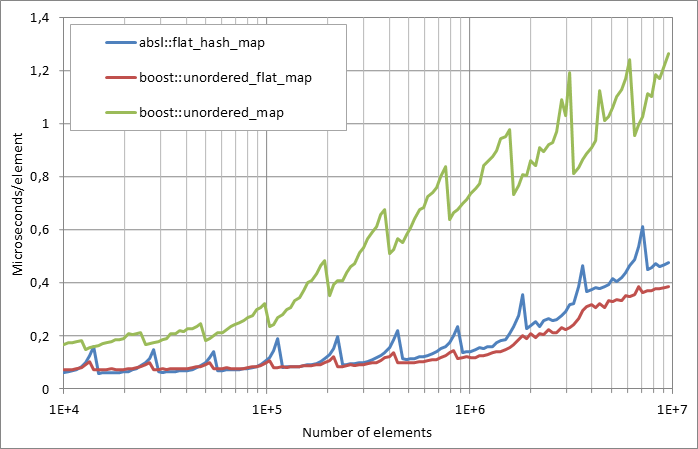 1,4
absl::flat_hash_map
boost::unordered_flat_map
boost::unordered_map
1,2
1
0,8
0,6
0,4
0,2
0
Microseconds/element
1E+4 1E+5 1E+6 1E+7
Number of elements